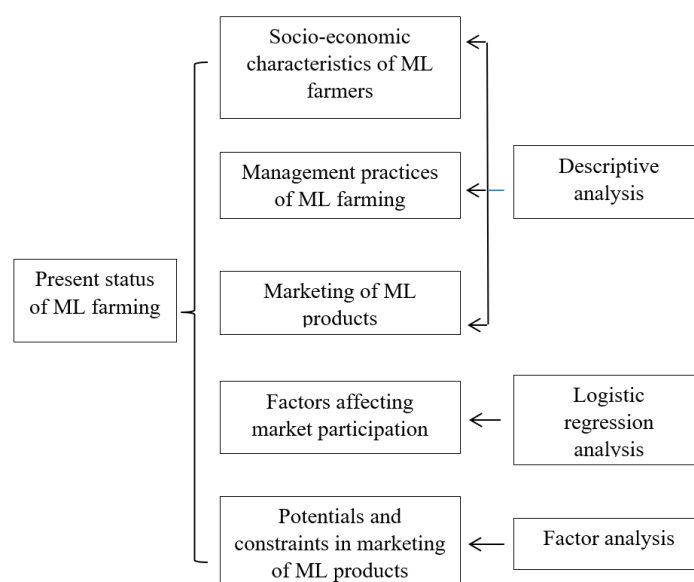 Socio-economic
characteristics of ML
farmers
Management practices
of ML farming
Descriptive
analysis
Present status
of ML farming
Marketing of ML
products
Factors affecting
market participation
Logistic
regression
analysis
Potentials and
constraints in marketing
of ML products
Factor analysis